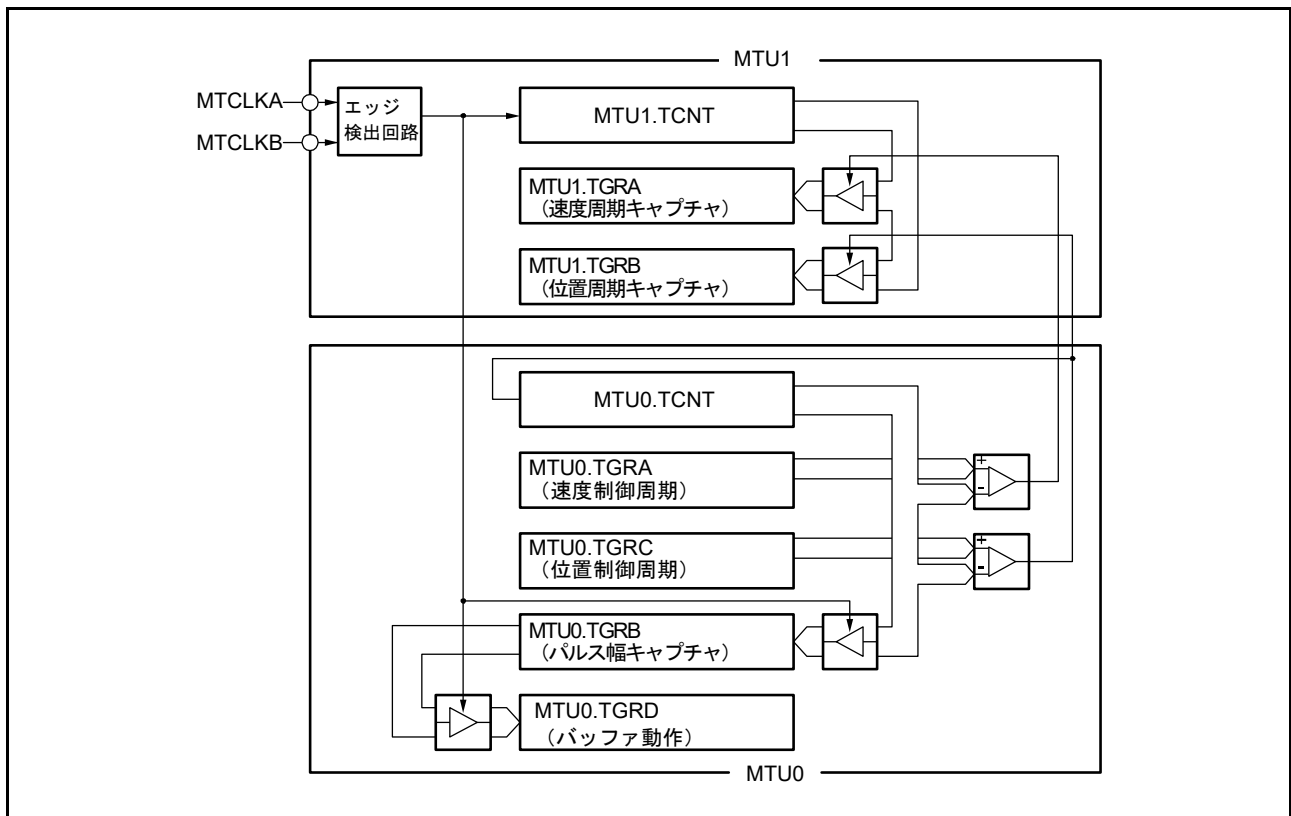 MTU1
MTCLKA
MTCLKB
エッジ
検出回路
MTU1.TCNT
MTU1.TGRA
（速度周期キャプチャ）
MTU1.TGRB
（位置周期キャプチャ）
MTU0.TCNT
MTU0.TGRA
（速度制御周期）
+
-
MTU0.TGRC
（位置制御周期）
+
-
MTU0.TGRB
（パルス幅キャプチャ）
MTU0.TGRD
（バッファ動作）
MTU0